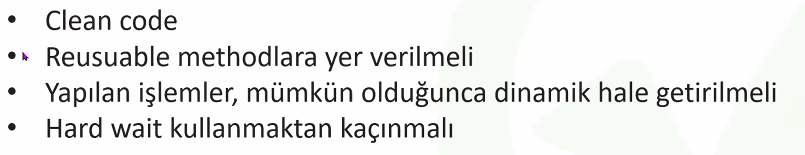 • Clean code
• Reusuable methodlara yer verilmeli
• Yapılan işlemler, mümkün olduğunca dinamik hale getirilmeli
• Hard wait kullanmaktan kaçınmalı